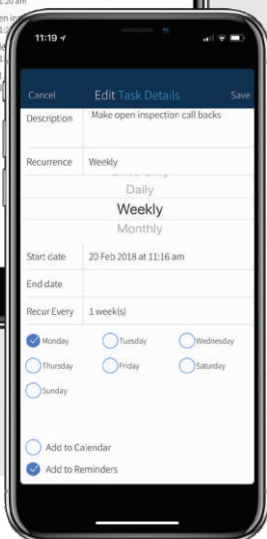 11:19
Cancel Edit Task Details Save
Description Make open inspection call backs
Recurrence Weekly
Daily
Weekly
Monthly
Start date 20 Feb 2018 at 11:16 am
End date
Recur Every 1 week(s)
Monday Tuesday Wednesday
Thursday Friday Saturday
Sunday
Add to Calendar
Add to Reminders